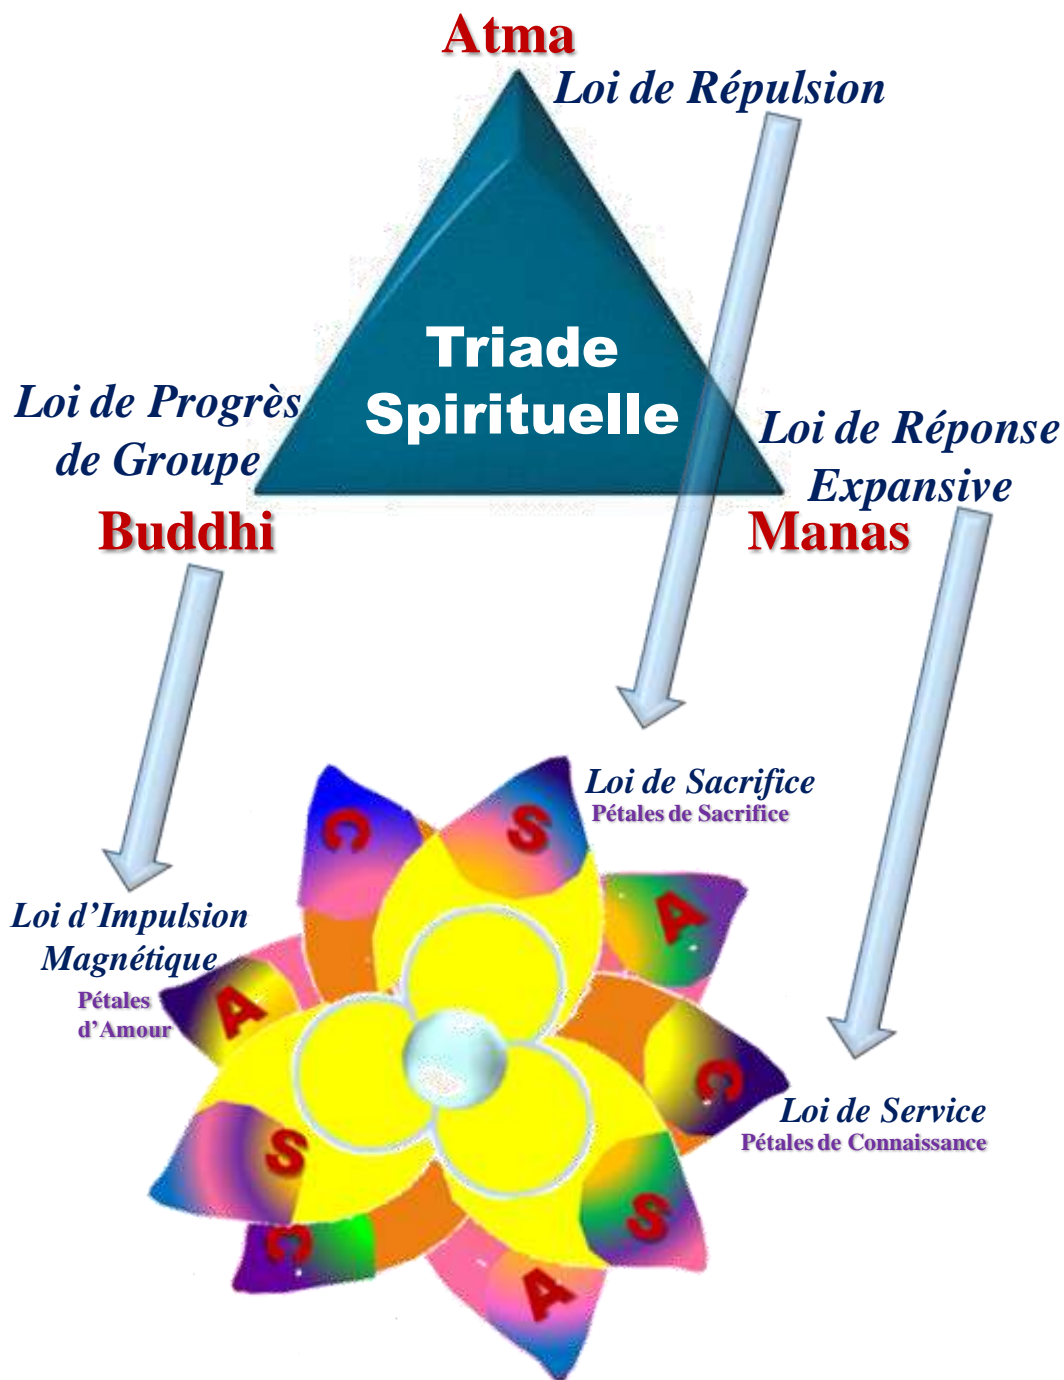 Atma
Loi de Répulsion
Triade
Spirituelle
Loi de Progrès
de Groupe
Loi de Réponse
Expansive
Buddhi
Manas
Loi de Sacrifice
Pétales de Sacrifice
C
S
A
Loi d’Impulsion
Magnétique
Pétales
d’Amour
A
C
Loi de Service
Pétales de Connaissance
S
S
C
A